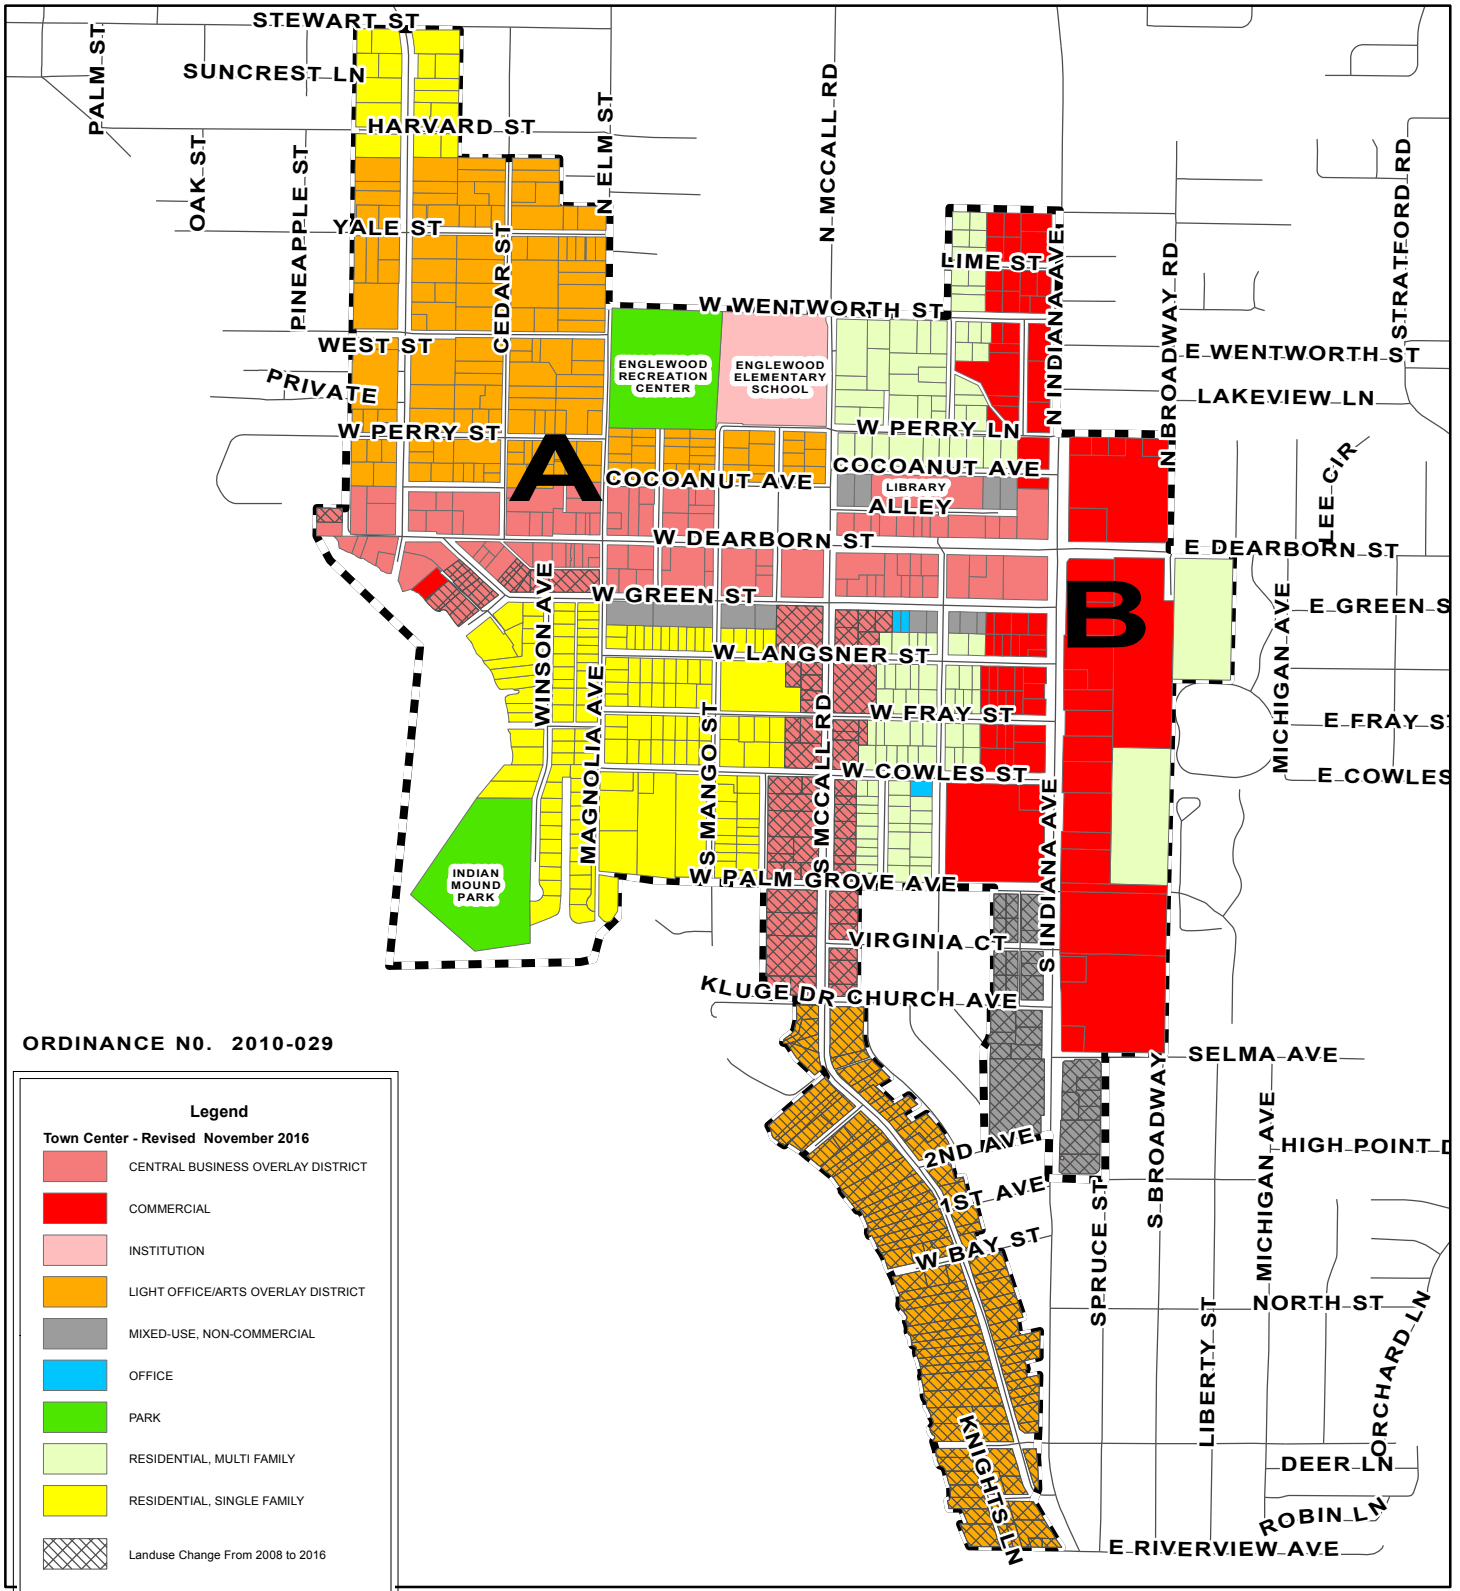 STEWART ST
PALM ST
SUNCREST LN
HARVARD ST
OAK ST
PINEAPPLE ST
N ELM ST
N MCCALL RD
STRATFORD RD
YALE ST
CEDAR ST
LIME ST
N INDIANA AVE
N BROADWAY RD
W WENTWORTH ST
E WENTWORTH ST
WEST ST
PRIVATE
ENGLEWOOD
RECREATION
CENTER
ENGLEWOOD
ELEMENTARY
SCHOOL
LAKEVIEW LN
W PERRY ST
W PERRY LN
A
COCOANUT AVE
COCOANUT AVE
LIBRARY
ALLEY
LEE CIR
W DEARBORN ST
E DEARBORN ST
WINSON AVE
W GREEN ST
B
MICHIGAN AVE
E GREEN S
W LANGSNER ST
MAGNOLIA AVE
S MANGO ST
S MCCALL RD
W FRAY ST
E FRAY ST
W COWLES ST
E COWLES
S INDIANA AVE
INDIAN
MOUND
PARK
W PALM GROVE AVE
VIRGINIA CT
KLUGE DR
CHURCH AVE
SELMA AVE
S BROADWAY
MICHIGAN AVE
HIGH POINT D
2ND AVE
1ST AVE
W BAY ST
SPRUCE ST
LIBERTY ST
NORTH ST
ORCHARD LN
KNIGHTS LN
DEER LN
ROBIN LN
E RIVERVIEW AVE
ORDINANCE N0. 2010-029
Legend
Town Center - Revised November 2016
CENTRAL BUSINESS OVERLAY DISTRICT
COMMERCIAL
INSTITUTION
LIGHT OFFICE/ARTS OVERLAY DISTRICT
MIXED-USE, NON-COMMERCIAL
OFFICE
PARK
RESIDENTIAL, MULTI FAMILY
RESIDENTIAL, SINGLE FAMILY
Landuse Change From 2008 to 2016